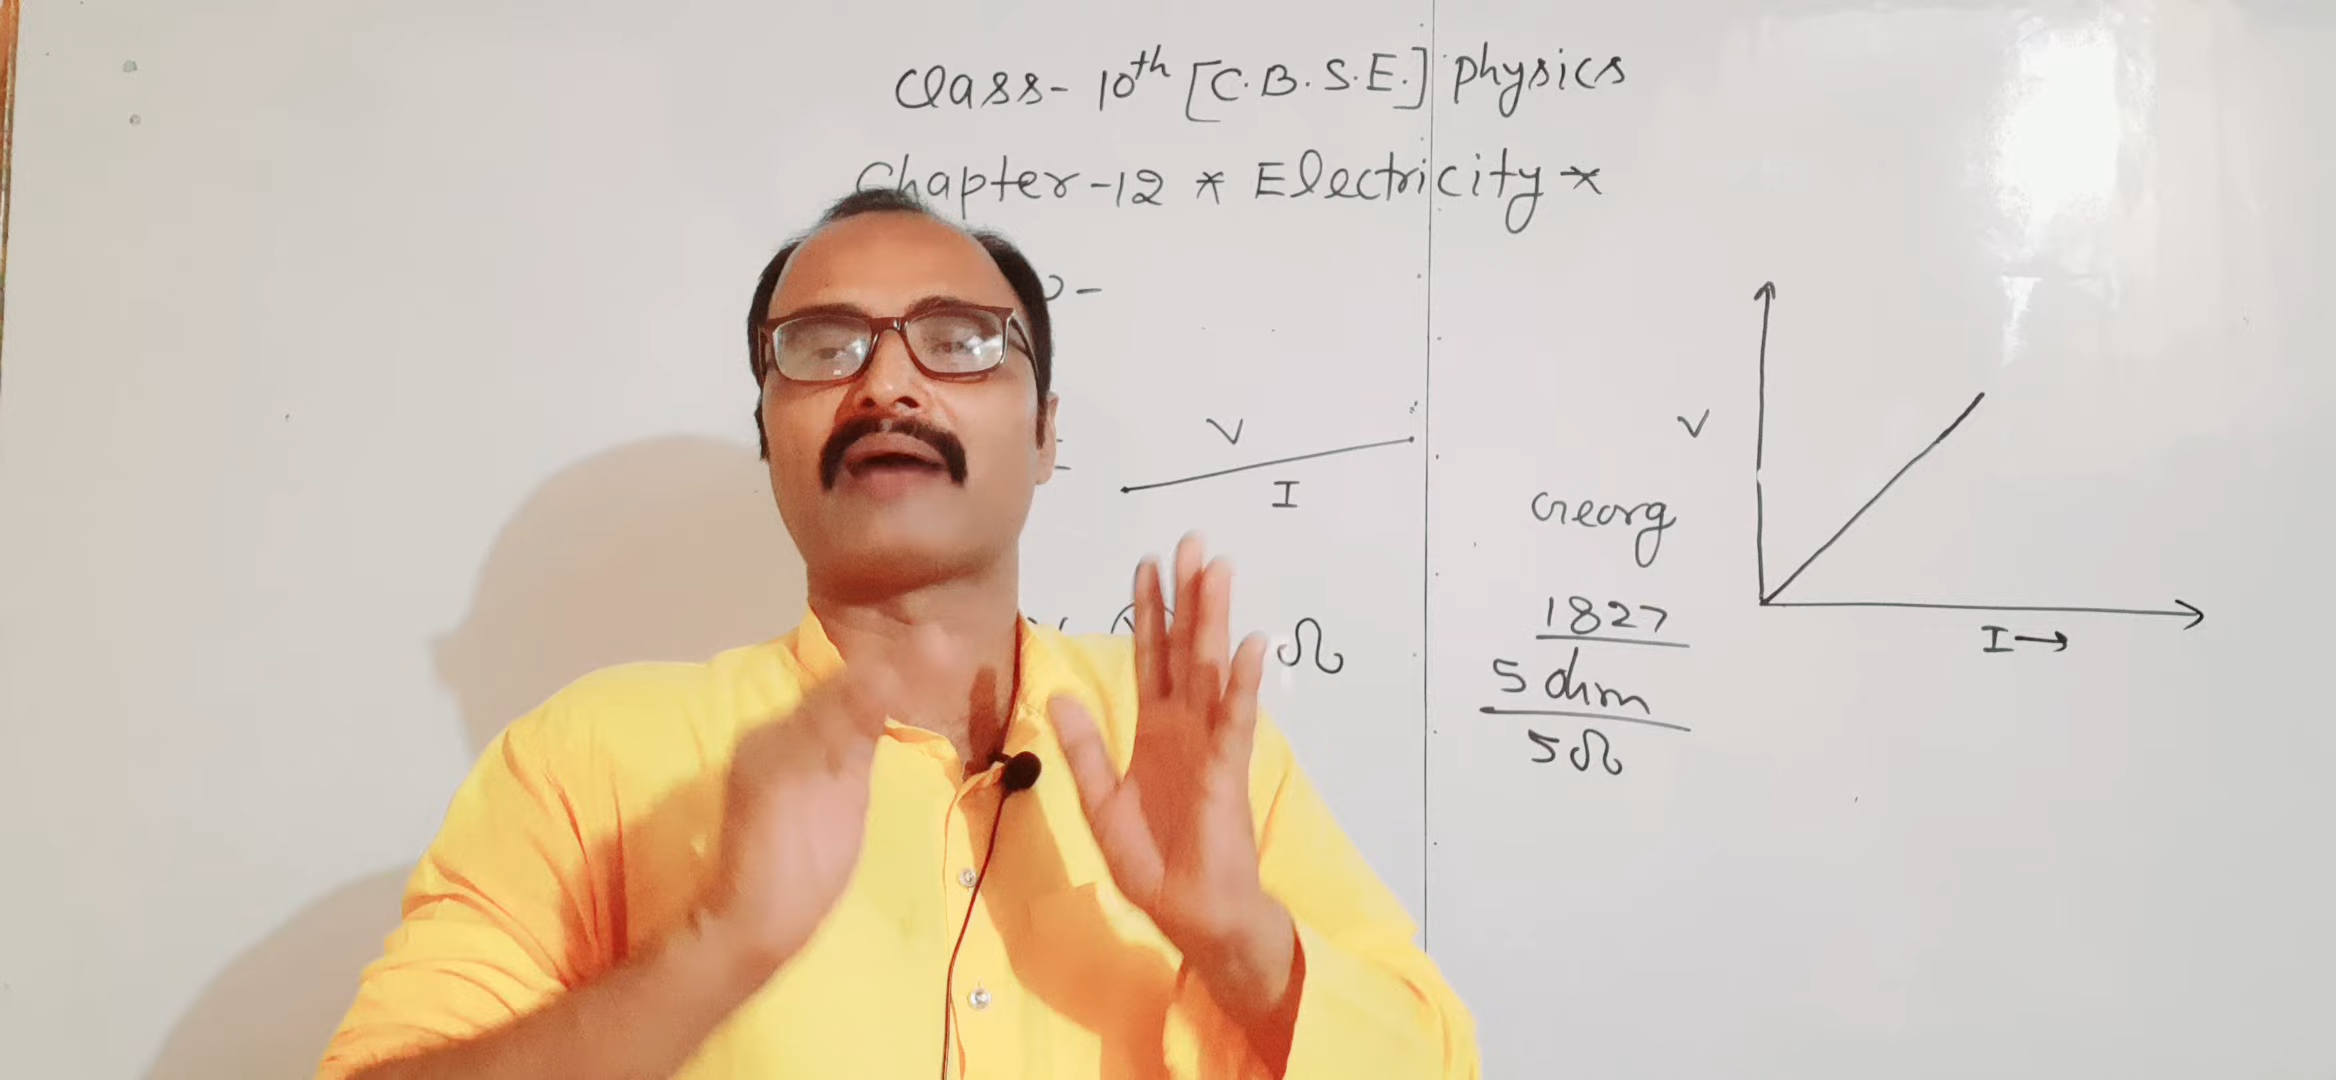 Class- 10th [C.B.S.E.] physics
Chapter-12 * Electricity *
V
I
Ω
Georg
1827
5 ohm
5Ω
V
I→